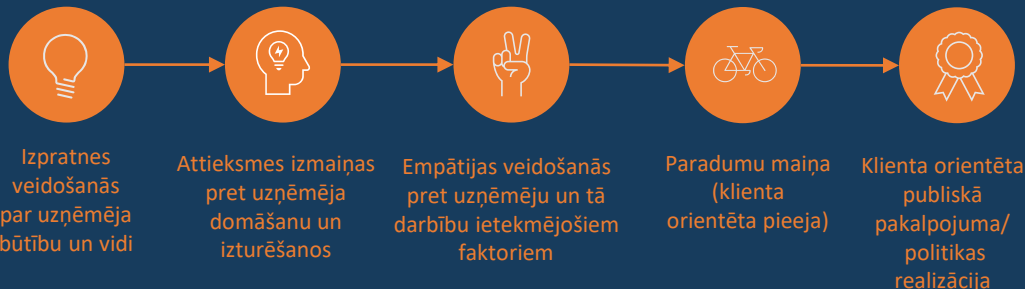 Izpratnes
veidošanās
par uzņēmēja
būtību un vidi
Attieksmes izmaiņas
pret uzņēmēja
domāšanu un
izturēšanos
Empātijas veidošanās
pret uzņēmēju un tā
darbību ietekmējošiem
faktoriem
Paradumu maiņa
(klienta
orientēta pieeja)
Klienta orientēta
publiskā
pakalpojuma/
politikas
realizācija